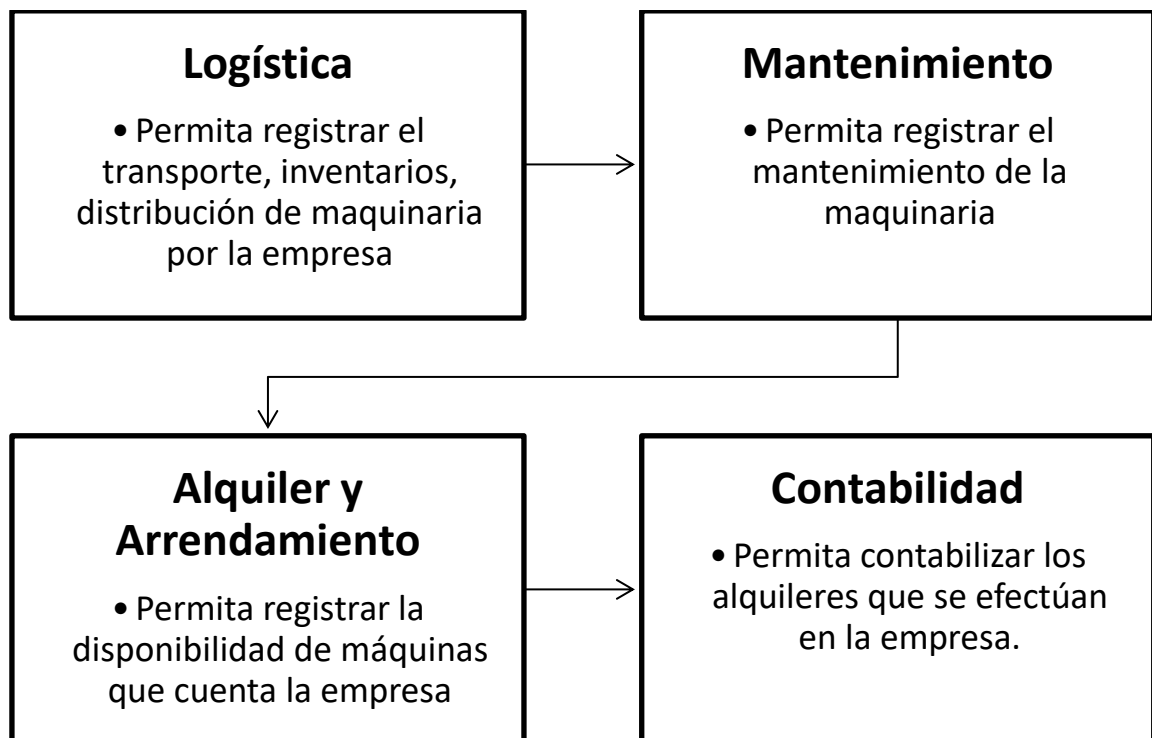 Logística
• Permita registrar el
transporte, inventarios,
distribución de maquinaria
por la empresa
Mantenimiento
• Permita registrar el
mantenimiento de la
maquinaria
Alquiler y
Arrendamiento
• Permita registrar la
disponibilidad de máquinas
que cuenta la empresa
Contabilidad
• Permita contabilizar los
alquileres que se efectúan
en la empresa.